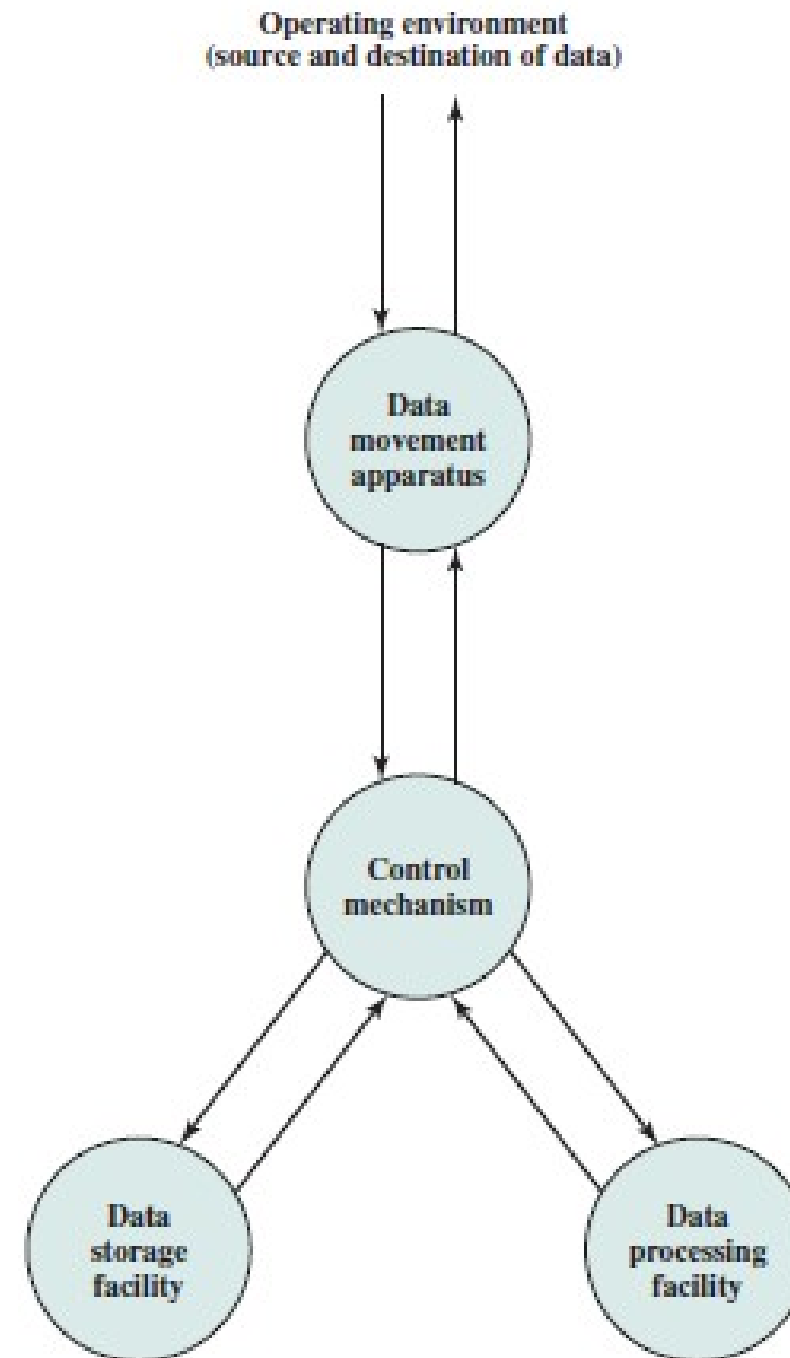 Operating environment
(source and destination of data)
Data
movement
apparatus
Control
mechanism
Data
storage
facility
Data
processing
facility